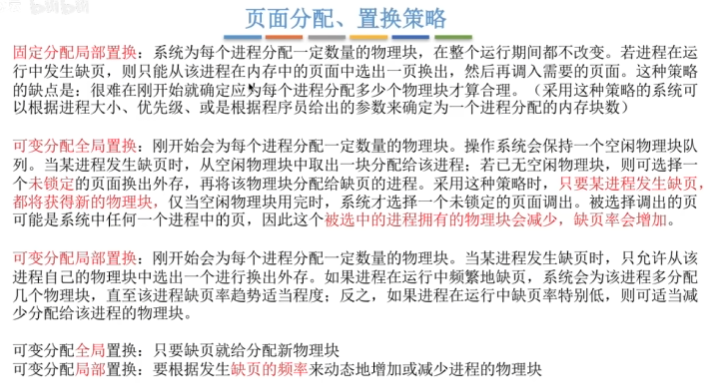 页面分配、置换策略
固定分配局部置换：系统为每个进程分配一定数量的物理块，在整个运行期间都不改变。若进程在运
行中发生缺页，则只能从该进程在内存中的页面中选出一页换出，然后再调入需要的页面。这种策略
的缺点是：很难在刚开始就确定应为每个进程分配多少个物理块才算合理。（采用这种策略的系统可
以根据进程大小、优先级、或是根据程序员给出的参数来确定为一个进程分配的内存块数）
可变分配全局置换：刚开始会为每个进程分配一定数量的物理块。操作系统会保持一个空闲物理块队
列。当某进程发生缺页时，从空闲物理块中取出一块分配给该进程；若已无空闲物理块，则可选择一
个未锁定的页面换出外存，再将该物理块分配给缺页的进程。采用这种策略时，只要某进程发生缺页，
都将获得新的物理块，仅当空闲物理块用完时，系统才选择一个未锁定的页面调出。被选择调出的页
可能是系统中任何一个进程中的页，因此这个被选中的进程拥有的物理块会减少，缺页率会增加。
可变分配局部置换：刚开始会为每个进程分配一定数量的物理块。当某进程发生缺页时，只允许从该
进程自己的物理块中选出一个进行换出外存。如果进程在运行中频繁地缺页，系统会为该进程多分配
几个物理块，直至该进程缺页率趋势适当程度；反之，如果进程在运行中缺页率特别低，则可适当减
少分配给该进程的物理块。
可变分配全局置换：只要缺页就给分配新物理块
可变分配局部置换：要根据发生缺页的频率来动态地增加或减少进程的物理块